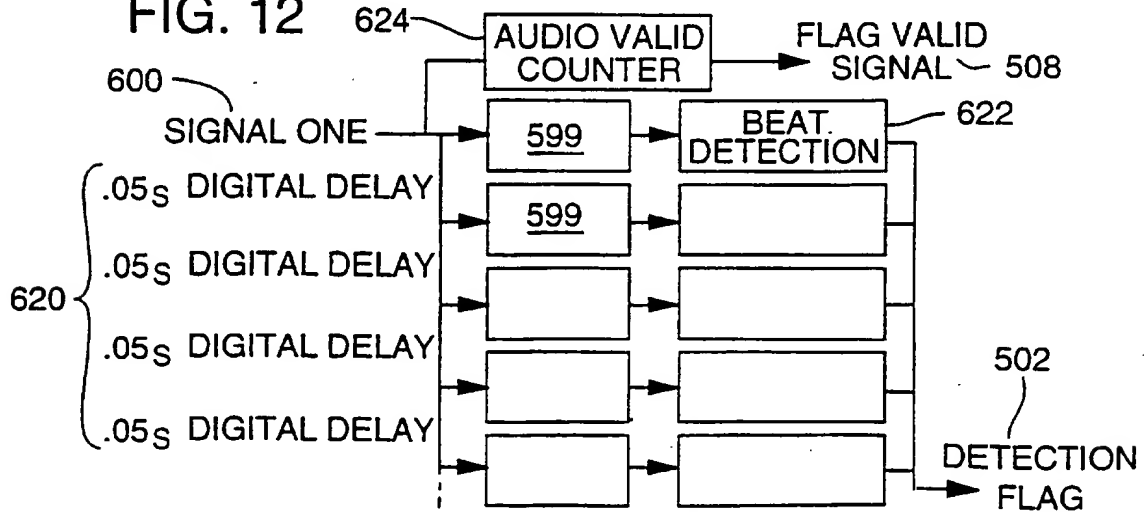 FIG. 12
624
AUDIO VALID
COUNTER
FLAG VALID
SIGNAL
508
600
SIGNAL ONE
599
BEAT.
DETECTION
622
.05s DIGITAL DELAY
599
.05s DIGITAL DELAY
620
.05s DIGITAL DELAY
502
.05s DIGITAL DELAY
DETECTION
FLAG